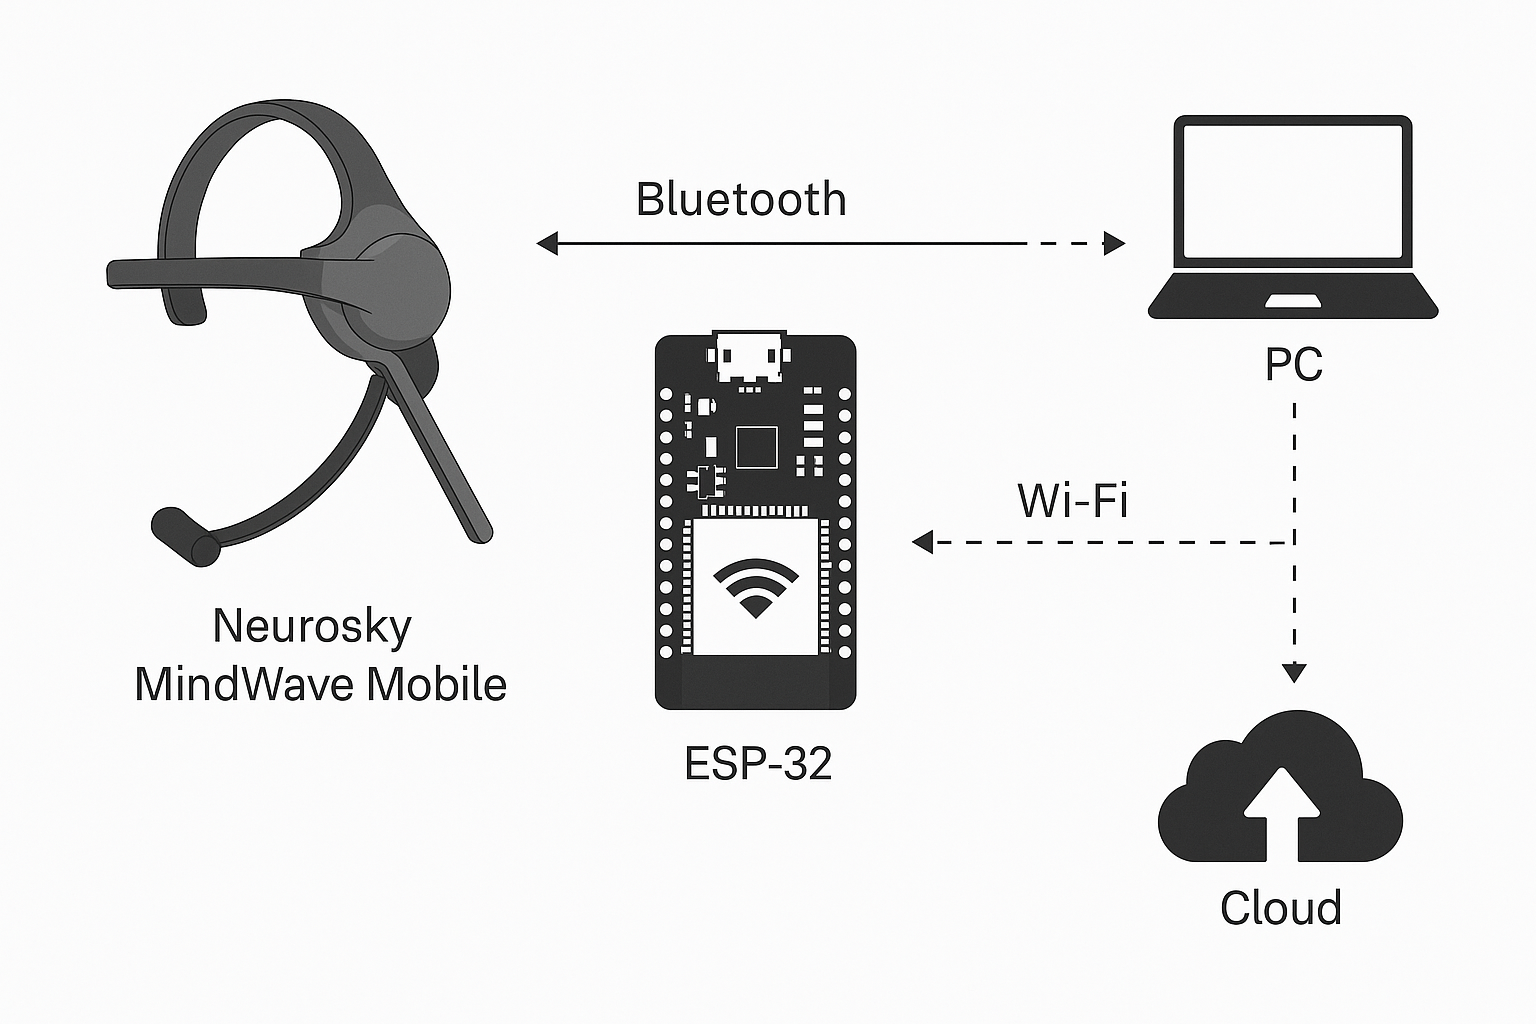 Bluetooth
PC
Wi-Fi
Neurosky
MindWave Mobile
ESP-32
Cloud